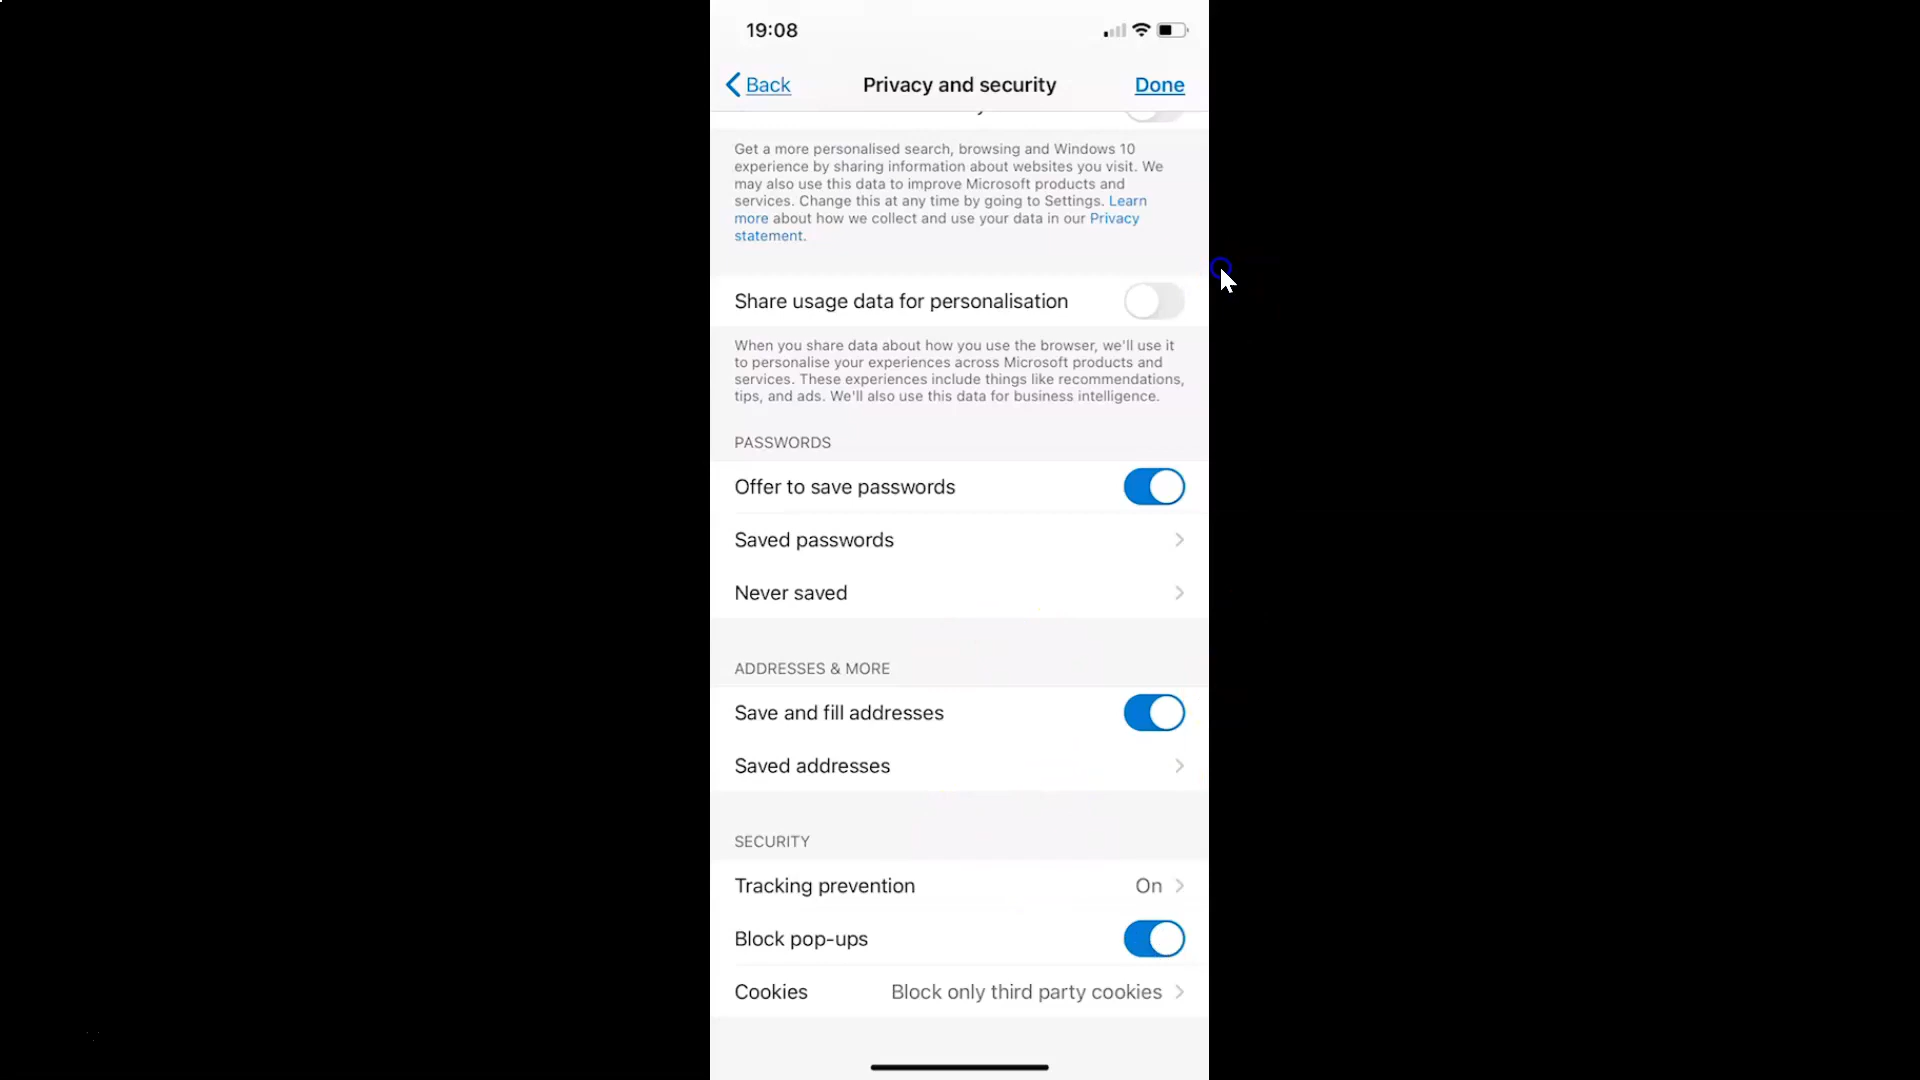 19:08
Back
Privacy and security
Done
Get a more personalised search, browsing and Windows 10
experience by sharing information about websites you visit. We
may also use this data to improve Microsoft products and
services. Change this at any time by going to Settings. Learn
more about how we collect and use your data in our Privacy
statement.
Share usage data for personalisation
When you share data about how you use the browser, we'll use it
to personalise your experiences across Microsoft products and
services. These experiences include things like recommendations,
tips, and ads. We'll also use this data for business intelligence.
PASSWORDS
Offer to save passwords
Saved passwords
Never saved
ADDRESSES & MORE
Save and fill addresses
Saved addresses
SECURITY
Tracking prevention On
Block pop-ups
Cookies Block only third party cookies